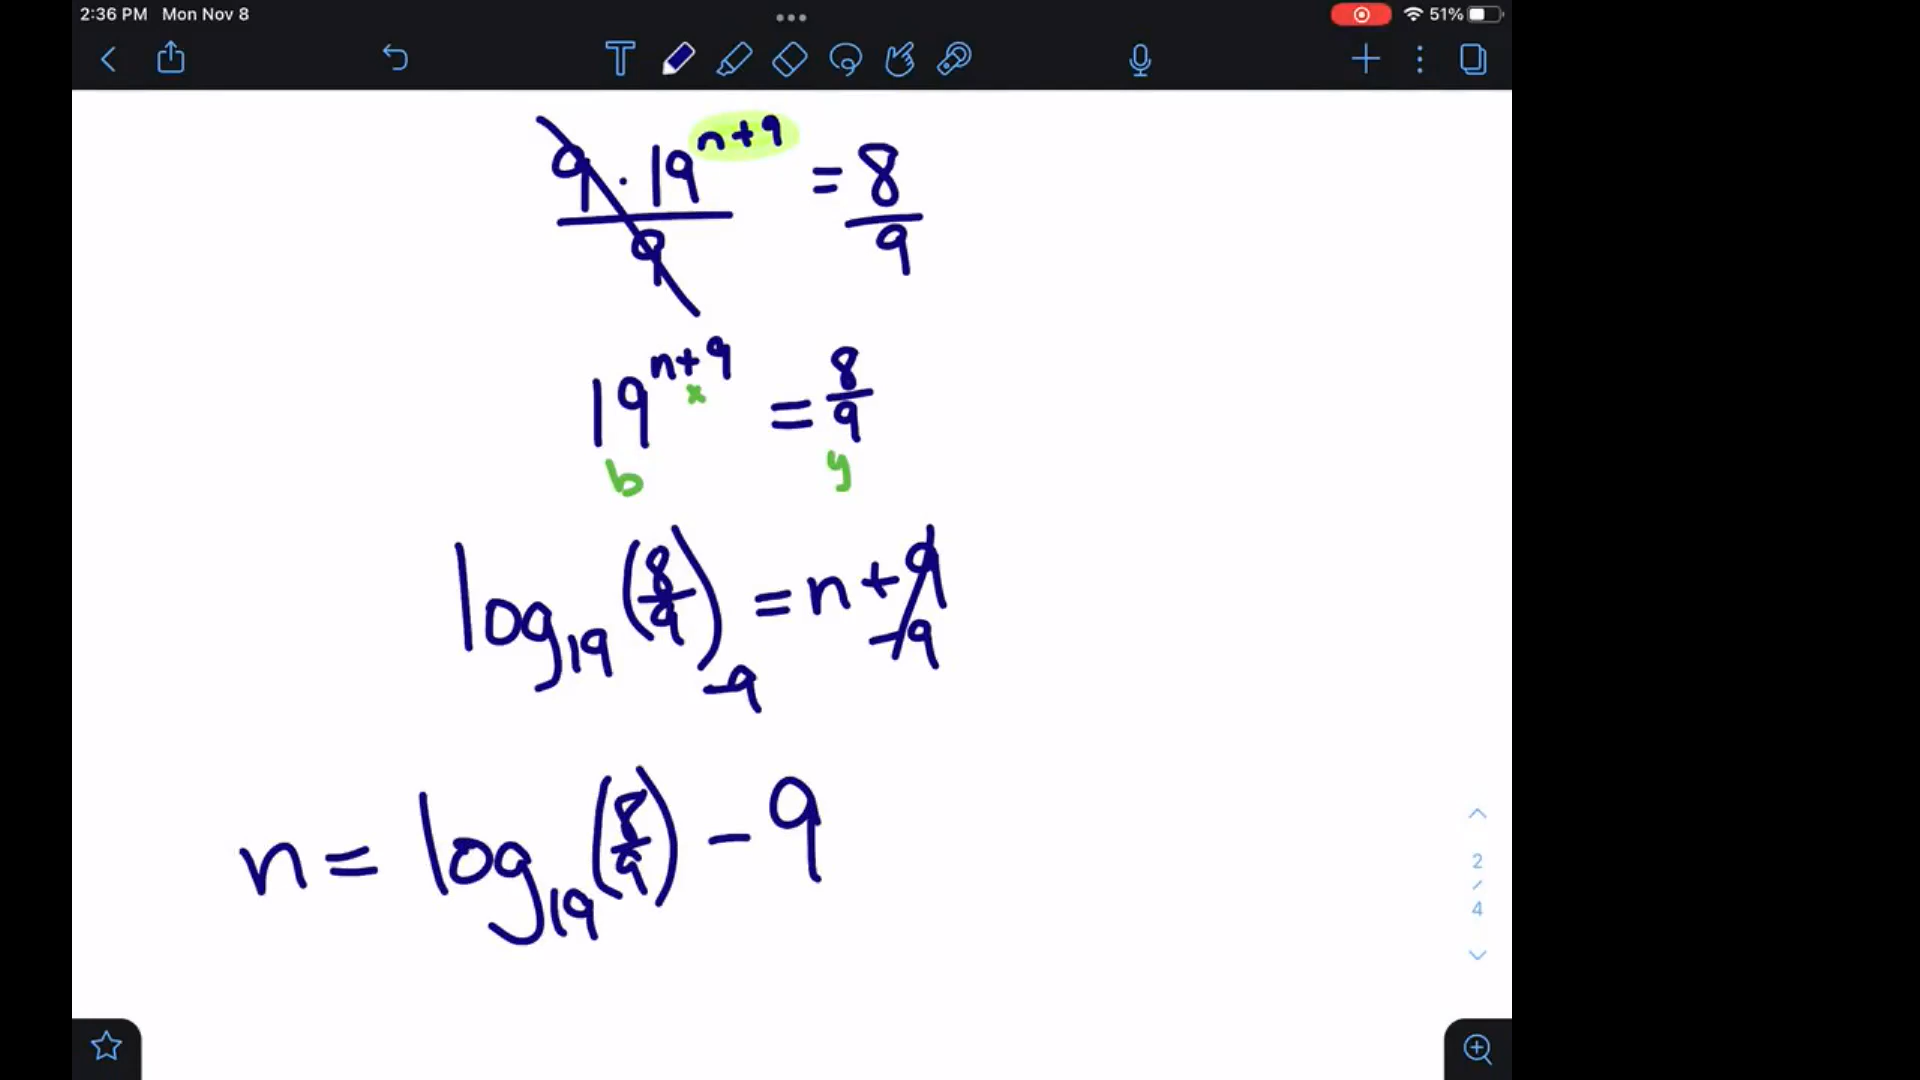 2:36 PM Mon Nov 8
51%
9 · 19^(n+9) = 8
9 9
19^(n+9) = 8/9
x
b y
log₁₉(8/9) = n + 9
-9 -9
n = log₁₉(8/9) - 9
2
/
4